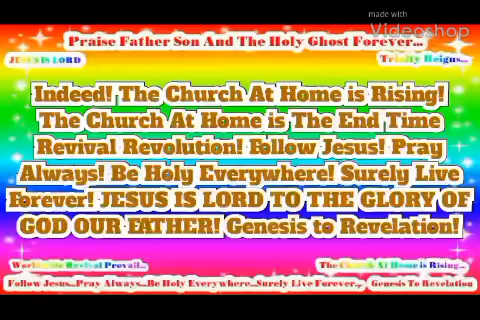 made with
Videoshop
Praise Father Son And The Holy Ghost Forever...
JESUS IS LORD
Trinity Reigns...
Indeed! The Church At Home is Rising!
The Church At Home is The End Time
Revival Revolution! Follow Jesus! Pray
Always! Be Holy Everywhere! Surely Live
Forever! JESUS IS LORD TO THE GLORY OF
GOD OUR FATHER! Genesis to Revelation!
Worldwide Revival Prevail...
The Church At Home is Rising...
Follow Jesus...Pray Always...Be Holy Everywhere...Surely Live Forever...
Genesis To Revelation